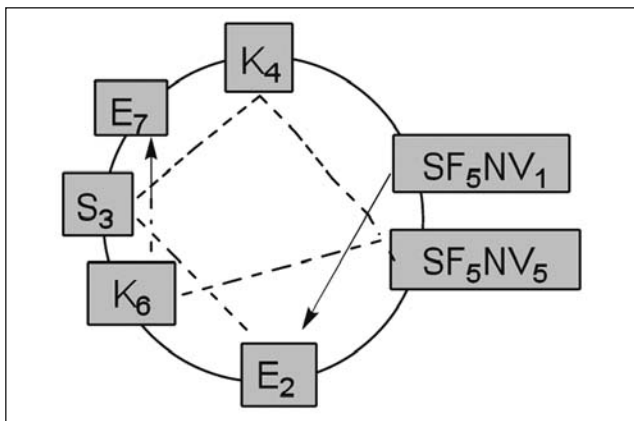 K₄
E₇
SF₅NV₁
S₃
SF₅NV₅
K₆
E₂